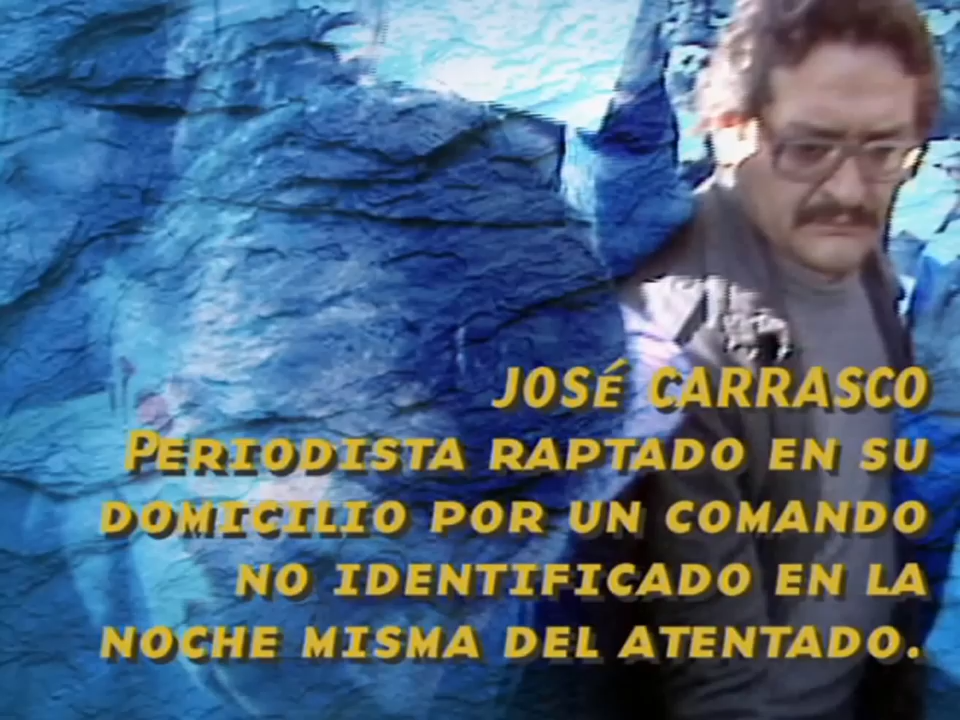 JOSÉ CARRASCO
PERIODISTA RAPTADO EN SU
DOMICILIO POR UN COMANDO
NO IDENTIFICADO EN LA
NOCHE MISMA DEL ATENTADO.